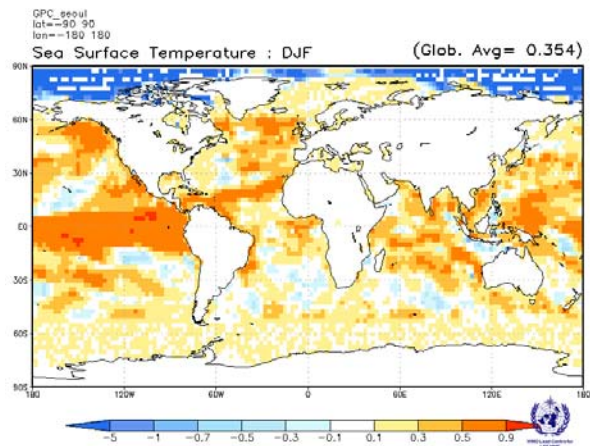 GPC_seoul
lat=-90 90
lon=-180 180
Sea Surface Temperature : DJF (Glob. Avg= 0.354)
90N
60N
30N
EQ
30S
60S
90S
180 120W 60W 0 60E 120E 180
-5 -1 -0.7 -0.5 -0.3 -0.1 0.1 0.3 0.5 0.9